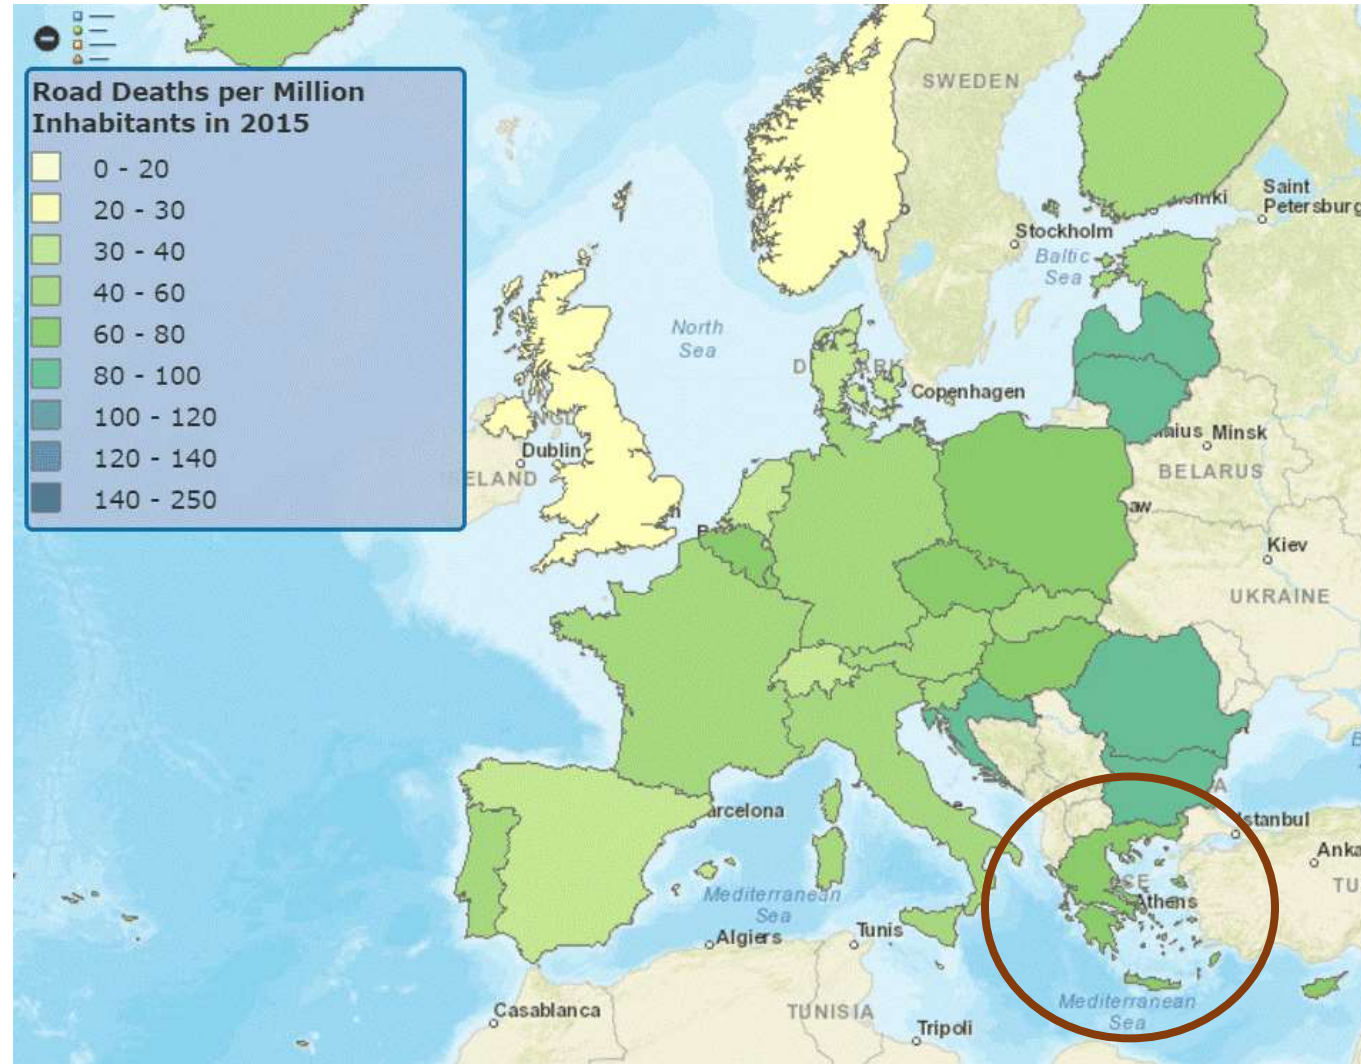 Road Deaths per Million
Inhabitants in 2015
0 - 20
20 - 30
30 - 40
40 - 60
60 - 80
80 - 100
100 - 120
120 - 140
140 - 250
SWEDEN
Saint
Petersburg
Stockholm
Baltic
Sea
North
Sea
Copenhagen
Minsk
Dublin
BELARUS
Kiev
UKRAINE
Mediterranean
Sea
Athens
Algiers
Tunis
Casablanca
TUNISIA
Mediterranean
Sea
Tripoli